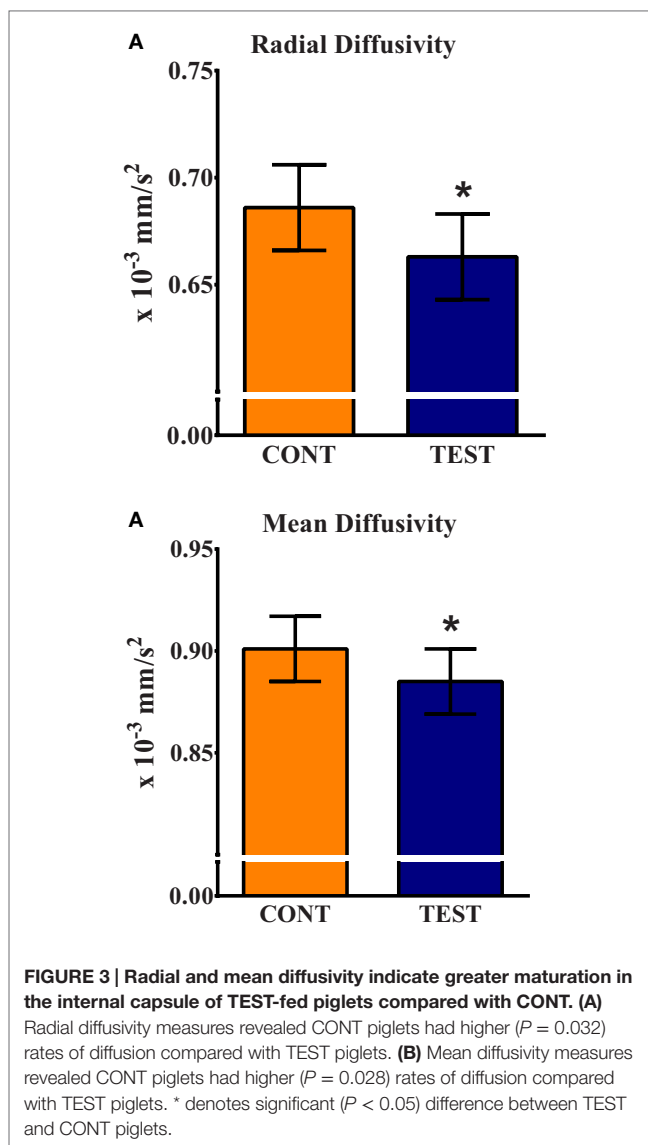 A Radial Diffusivity
0.75
0.70
0.65
0.00
x 10⁻³ mm/s²
*
CONT TEST
A Mean Diffusivity
0.95
0.90
0.85
0.00
x 10⁻³ mm/s²
*
CONT TEST
FIGURE 3 | Radial and mean diffusivity indicate greater maturation in
the internal capsule of TEST-fed piglets compared with CONT. (A)
Radial diffusivity measures revealed CONT piglets had higher (P = 0.032)
rates of diffusion compared with TEST piglets. (B) Mean diffusivity measures
revealed CONT piglets had higher (P = 0.028) rates of diffusion compared
with TEST piglets. * denotes significant (P < 0.05) difference between TEST
and CONT piglets.